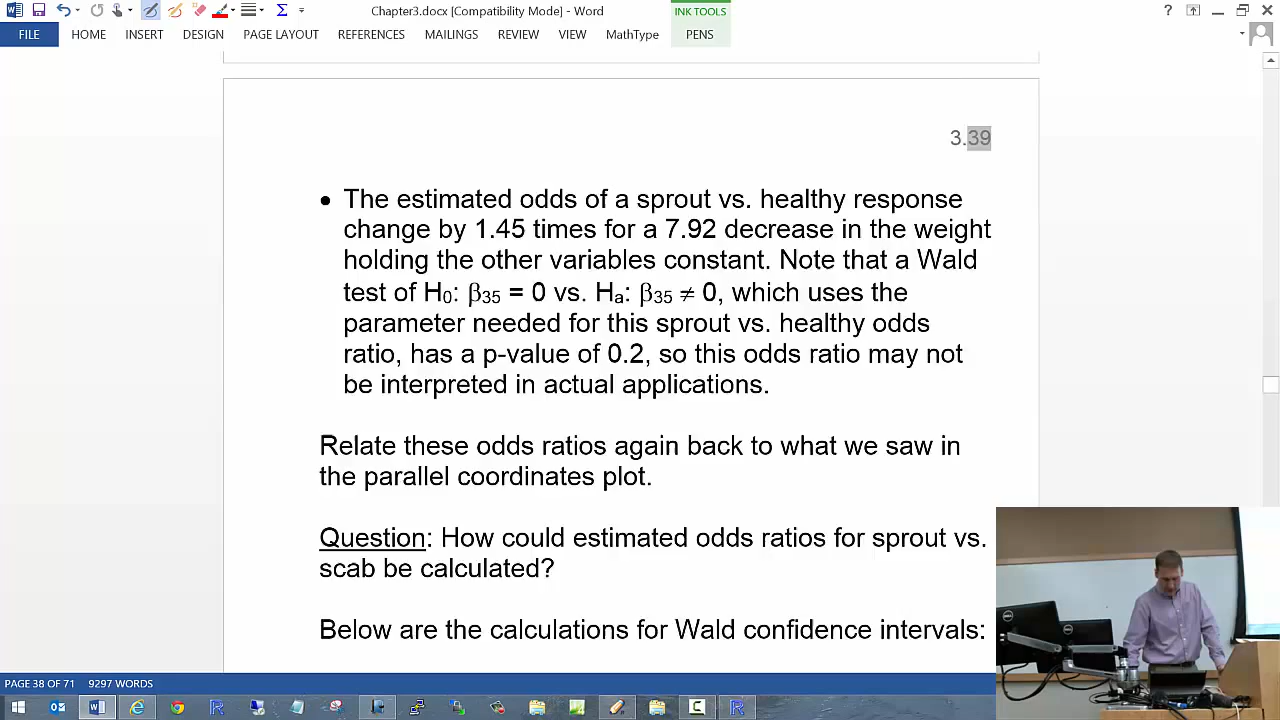 Chapter3.docx [Compatibility Mode] - Word
INK TOOLS
FILE HOME INSERT DESIGN PAGE LAYOUT REFERENCES MAILINGS REVIEW VIEW MathType PENS
3.39
• The estimated odds of a sprout vs. healthy response
change by 1.45 times for a 7.92 decrease in the weight
holding the other variables constant. Note that a Wald
test of H₀: β₃₅ = 0 vs. Hₐ: β₃₅ ≠ 0, which uses the
parameter needed for this sprout vs. healthy odds
ratio, has a p-value of 0.2, so this odds ratio may not
be interpreted in actual applications.
Relate these odds ratios again back to what we saw in
the parallel coordinates plot.
Question: How could estimated odds ratios for sprout vs.
scab be calculated?
Below are the calculations for Wald confidence intervals:
PAGE 38 OF 71 9297 WORDS